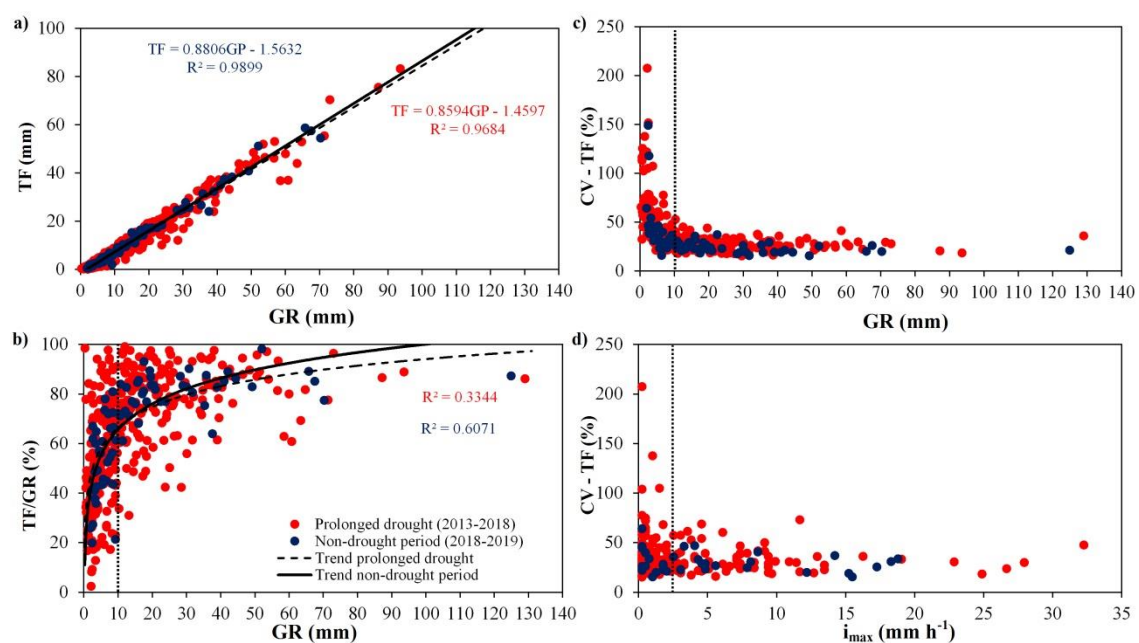 a)
TF = 0.8806GP - 1.5632
R² = 0.9899
TF = 0.8594GP - 1.4597
R² = 0.9684
TF (mm)
100
80
60
40
20
0
0 10 20 30 40 50 60 70 80 90 100 110 120 130 140
GR (mm)
c)
CV - TF (%)
250
200
150
100
50
0
0 10 20 30 40 50 60 70 80 90 100 110 120 130 140
GR (mm)
b)
TF/GR (%)
100
80
60
40
20
0
R² = 0.3344
R² = 0.6071
Prolonged drought (2013-2018)
Non-drought period (2018-2019)
Trend prolonged drought
Trend non-drought period
0 10 20 30 40 50 60 70 80 90 100 110 120 130 140
GR (mm)
d)
CV - TF (%)
250
200
150
100
50
0
0 5 10 15 20 25 30 35
iₘₐₓ (mm h⁻¹)